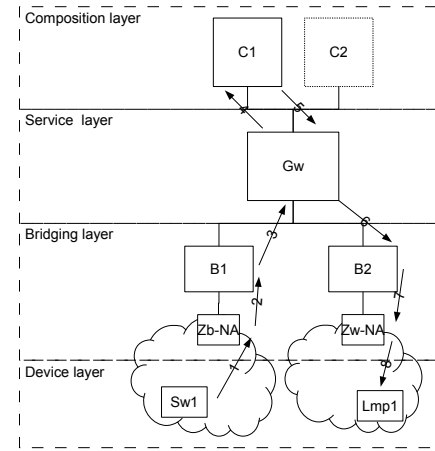 Composition layer
C1
C2
4
5
Service layer
Gw
6
3
Bridging layer
B1
B2
2
7
Zb-NA
Zw-NA
1
8
Device layer
Sw1
Lmp1